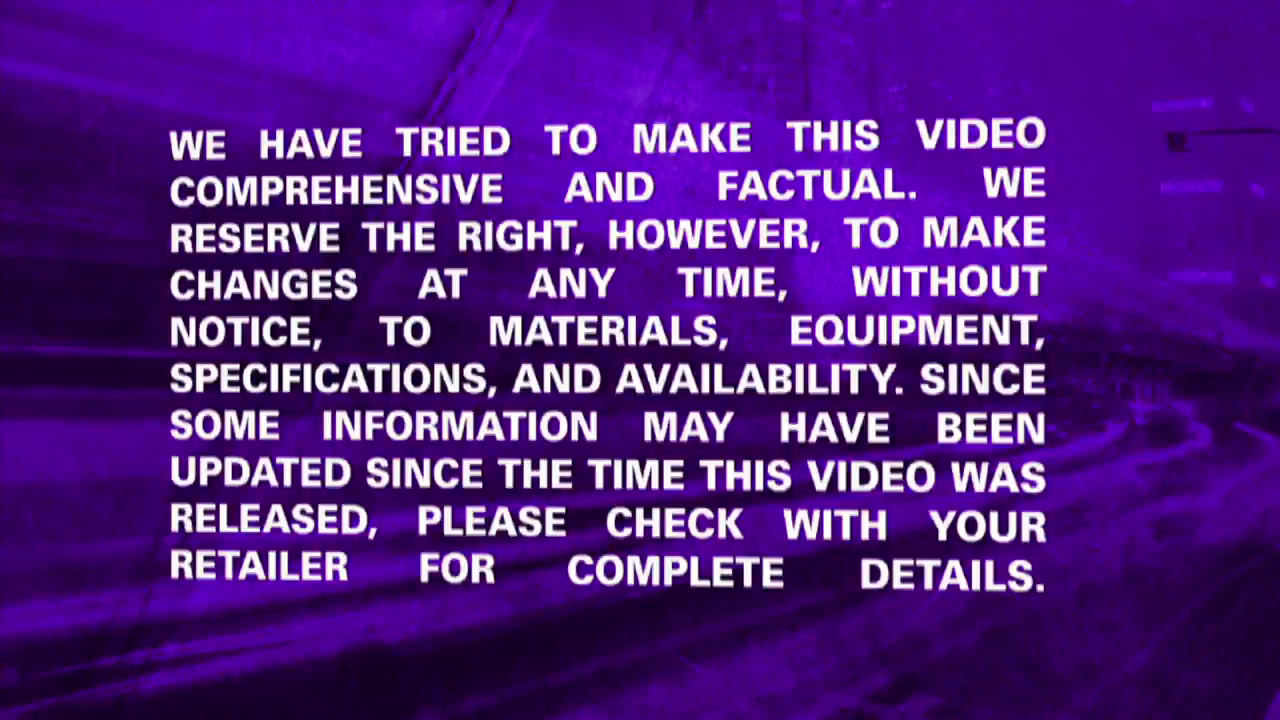 WE HAVE TRIED TO MAKE THIS VIDEO
COMPREHENSIVE AND FACTUAL. WE
RESERVE THE RIGHT, HOWEVER, TO MAKE
CHANGES AT ANY TIME, WITHOUT
NOTICE, TO MATERIALS, EQUIPMENT,
SPECIFICATIONS, AND AVAILABILITY. SINCE
SOME INFORMATION MAY HAVE BEEN
UPDATED SINCE THE TIME THIS VIDEO WAS
RELEASED, PLEASE CHECK WITH YOUR
RETAILER FOR COMPLETE DETAILS.